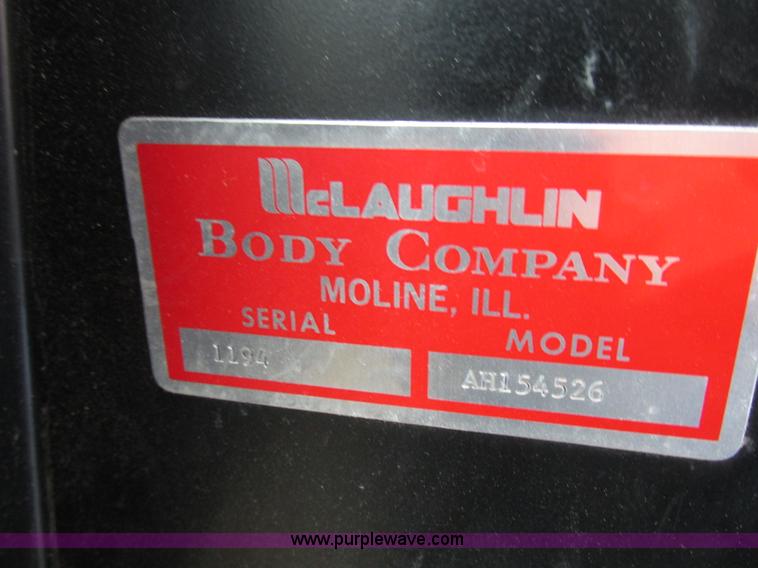 McLAUGHLIN
BODY COMPANY
MOLINE, ILL.
SERIAL MODEL
1194 AH154526
www.purplewave.com